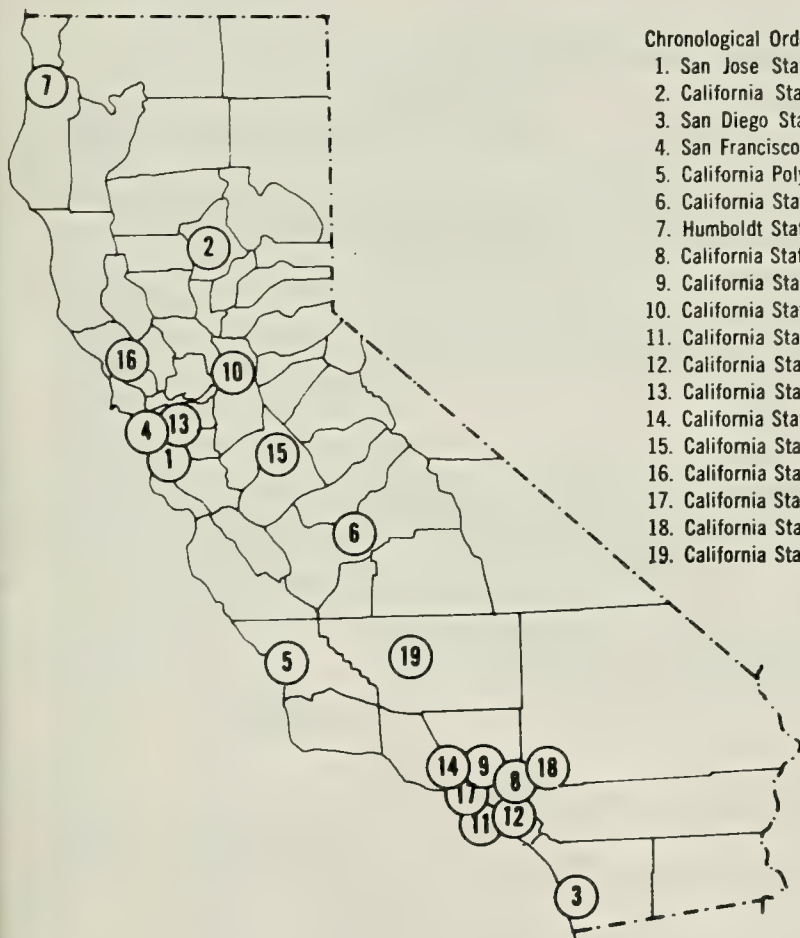 Chronological Ord
1. San Jose Sta
2. California Sta
3. San Diego Sta
4. San Francisco
5. California Poly
6. California Sta
7. Humboldt Stat
8. California Stat
9. California Sta
10. California Sta
11. California Sta
12. California Sta
13. California Sta
14. California Sta
15. California Sta
16. California Sta
17. California Sta
18. California Sta
19. California Sta
7
2
16
10
4
13
1
15
6
5
19
14
9
8
18
17
11
12
3